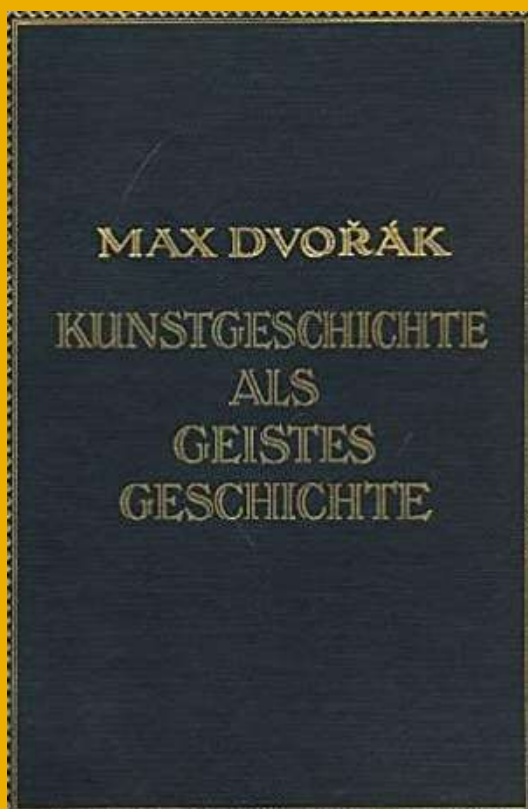 MAX DVOŘÁK
KUNSTGESCHICHTE
ALS
GEISTES
GESCHICHTE